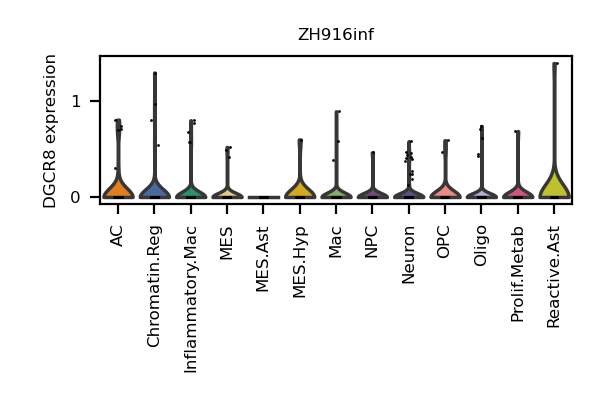 ZH916inf
DGCR8 expression
1
0
AC
Chromatin.Reg
Inflammatory.Mac
MES
MES.Ast
MES.Hyp
Mac
NPC
Neuron
OPC
Oligo
Prolif.Metab
Reactive.Ast